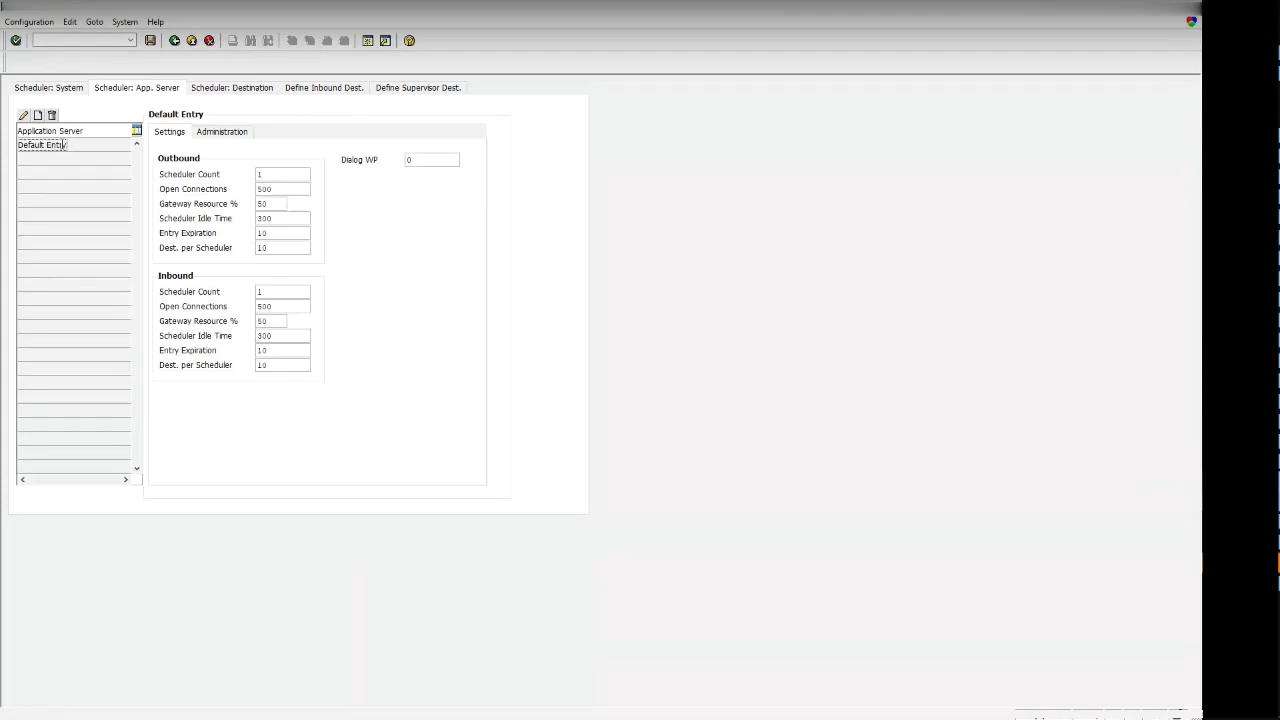 Configuration Edit Goto System Help
Scheduler: System Scheduler: App. Server Scheduler: Destination Define Inbound Dest. Define Supervisor Dest.
Application Server
Default Entry
Default Entry
Settings Administration
Outbound
Scheduler Count 1
Open Connections 500
Gateway Resource % 50
Scheduler Idle Time 300
Entry Expiration 10
Dest. per Scheduler 10
Dialog WP 0
Inbound
Scheduler Count 1
Open Connections 500
Gateway Resource % 50
Scheduler Idle Time 300
Entry Expiration 10
Dest. per Scheduler 10